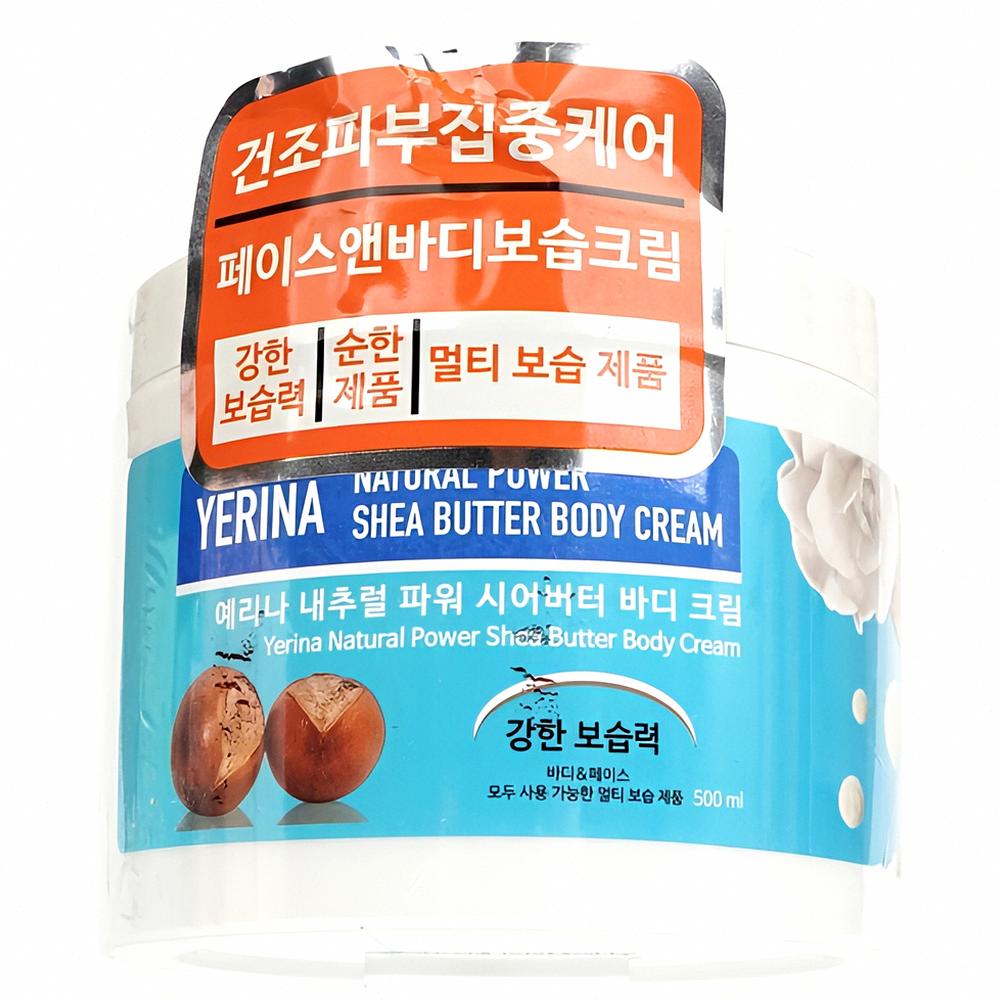 건조피부집중케어
페이스앤바디보습크림
강한
보습력
순한
제품
멀티 보습 제품
YERINA
NATURAL POWER
SHEA BUTTER BODY CREAM
예리나 내추럴 파워 시어버터 바디 크림
Yerina Natural Power Shea Butter Body Cream
강한 보습력
바디&페이스
모두 사용 가능한 멀티 보습 제품 500 ml